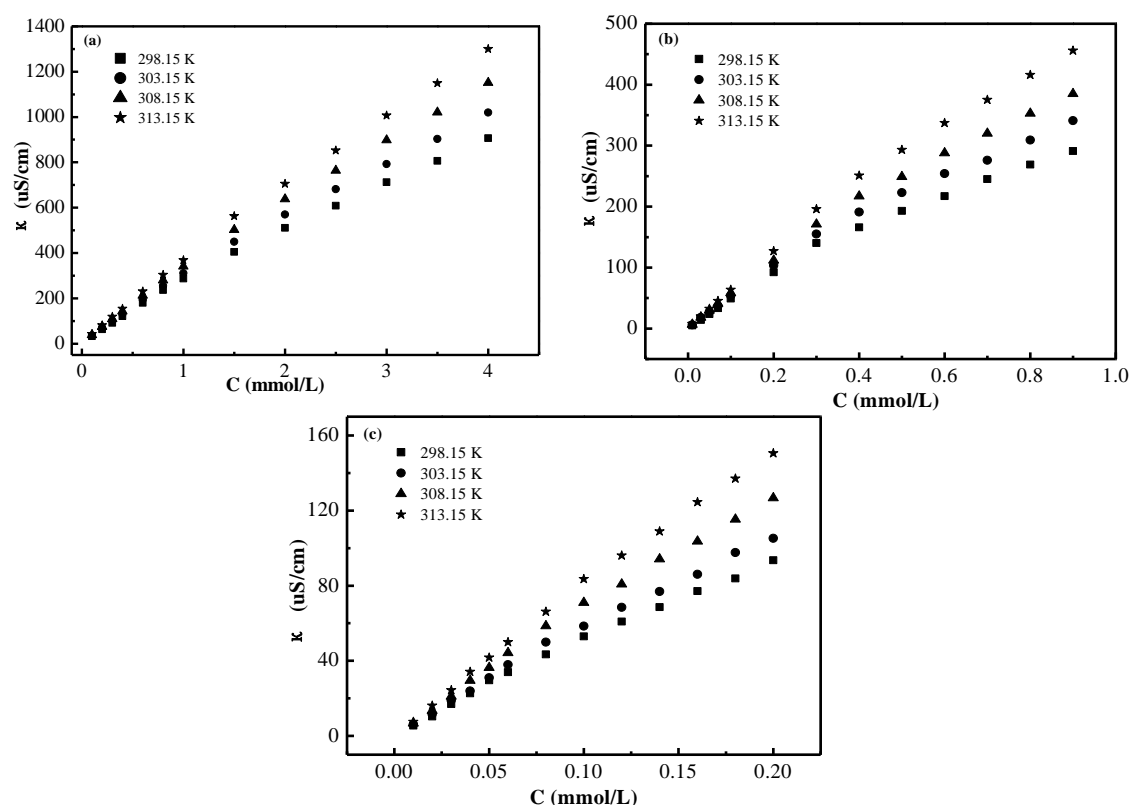 (a)
298.15 K
303.15 K
308.15 K
313.15 K
1400
1200
1000
800
600
400
200
0
κ (uS/cm)
0 1 2 3 4
C (mmol/L)
(b)
298.15 K
303.15 K
308.15 K
313.15 K
500
400
300
200
100
0
κ (uS/cm)
0.0 0.2 0.4 0.6 0.8 1.0
C (mmol/L)
(c)
298.15 K
303.15 K
308.15 K
313.15 K
160
120
80
40
0
κ (uS/cm)
0.00 0.05 0.10 0.15 0.20
C (mmol/L)